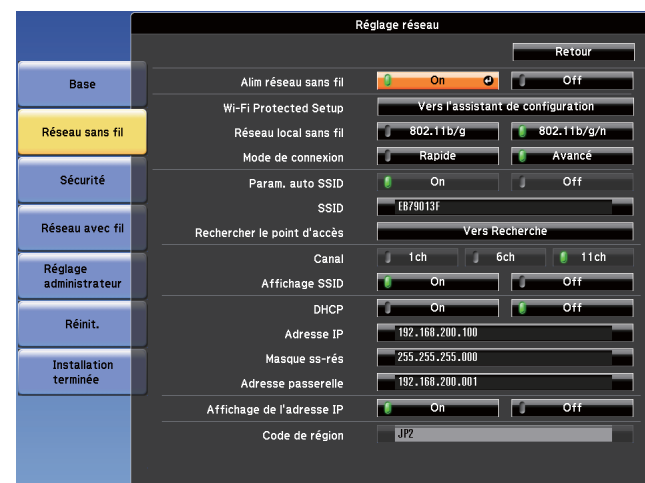 Réglage réseau
Retour
Base
Alim réseau sans fil On Off
Wi-Fi Protected Setup Vers l'assistant de configuration
Réseau sans fil
Réseau local sans fil 802.11b/g 802.11b/g/n
Mode de connexion Rapide Avancé
Sécurité
Param. auto SSID On Off
SSID EB79013F
Réseau avec fil
Rechercher le point d'accès Vers Recherche
Canal 1ch 6ch 11ch
Réglage
administrateur
Affichage SSID On Off
DHCP On Off
Réinit.
Adresse IP 192.168.200.100
Masque ss-rés 255.255.255.000
Installation
terminée
Adresse passerelle 192.168.200.001
Affichage de l'adresse IP On Off
Code de région JP2